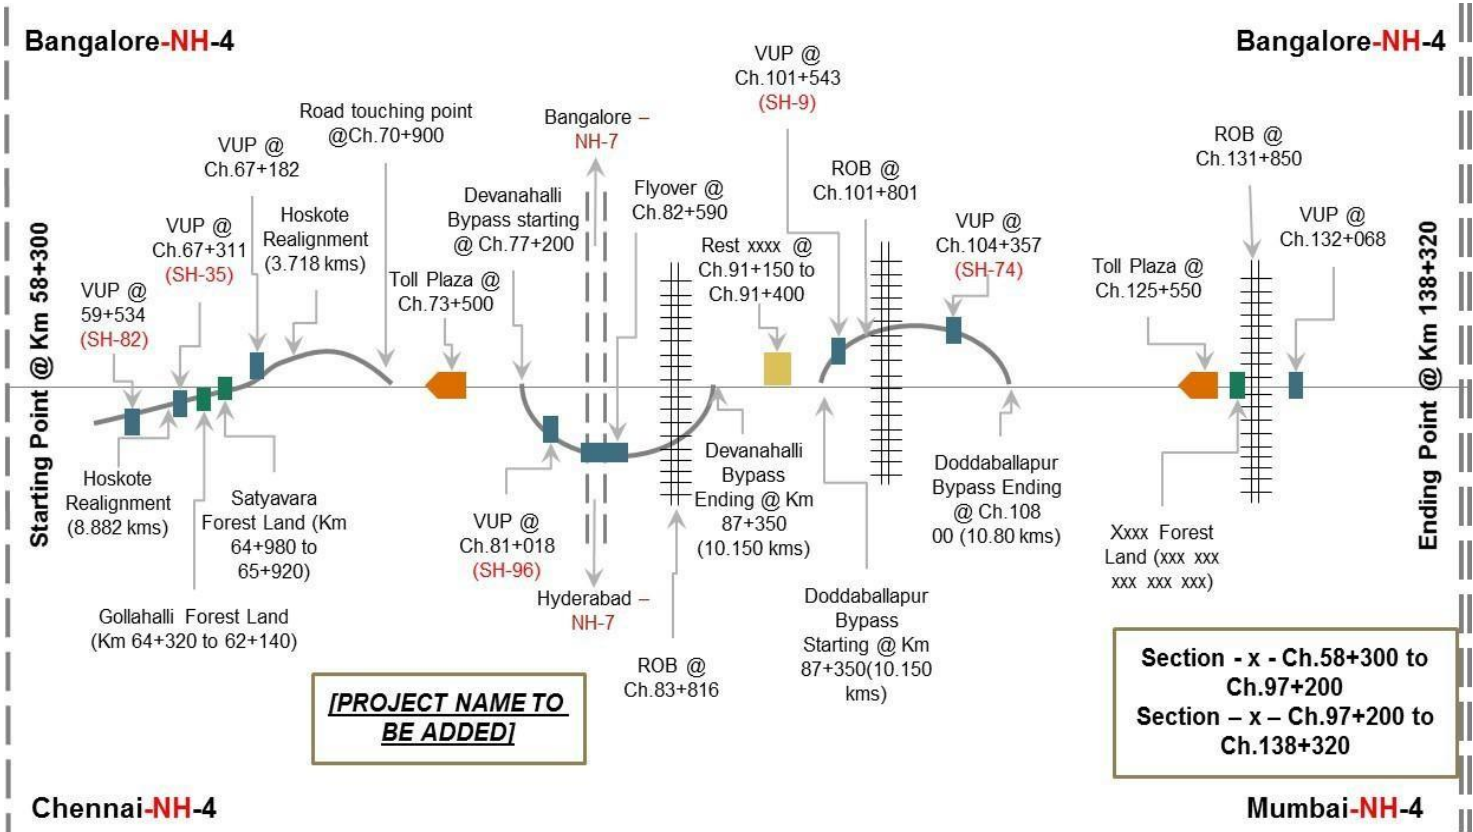 Bangalore-NH-4
Bangalore-NH-4
Starting Point @ Km 58+300
VUP @
59+534
(SH-82)
VUP @
Ch.67+311
(SH-35)
VUP @
Ch.67+182
Hoskote
Realignment
(3.718 kms)
Road touching point
@Ch.70+900
Toll Plaza @
Ch.73+500
Devanahalli
Bypass starting
@ Ch.77+200
Bangalore –
NH-7
Flyover @
Ch.82+590
Rest xxxx @
Ch.91+150 to
Ch.91+400
VUP @
Ch.101+543
(SH-9)
ROB @
Ch.101+801
VUP @
Ch.104+357
(SH-74)
Toll Plaza @
Ch.125+550
ROB @
Ch.131+850
VUP @
Ch.132+068
Ending Point @ Km 138+320
Hoskote
Realignment
(8.882 kms)
Satyavara
Forest Land (Km
64+980 to
65+920)
Gollahalli Forest Land
(Km 64+320 to 62+140)
VUP @
Ch.81+018
(SH-96)
Hyderabad –
NH-7
ROB @
Ch.83+816
Devanahalli
Bypass
Ending @ Km
87+350
(10.150 kms)
Doddaballapur
Bypass
Starting @ Km
87+350(10.150
kms)
Doddaballapur
Bypass Ending
@ Ch.108
00 (10.80 kms)
Xxxx Forest
Land (xxx xxx
xxx xxx xxx)
[PROJECT NAME TO
BE ADDED]
Section - x - Ch.58+300 to
Ch.97+200
Section – x – Ch.97+200 to
Ch.138+320
Chennai-NH-4
Mumbai-NH-4